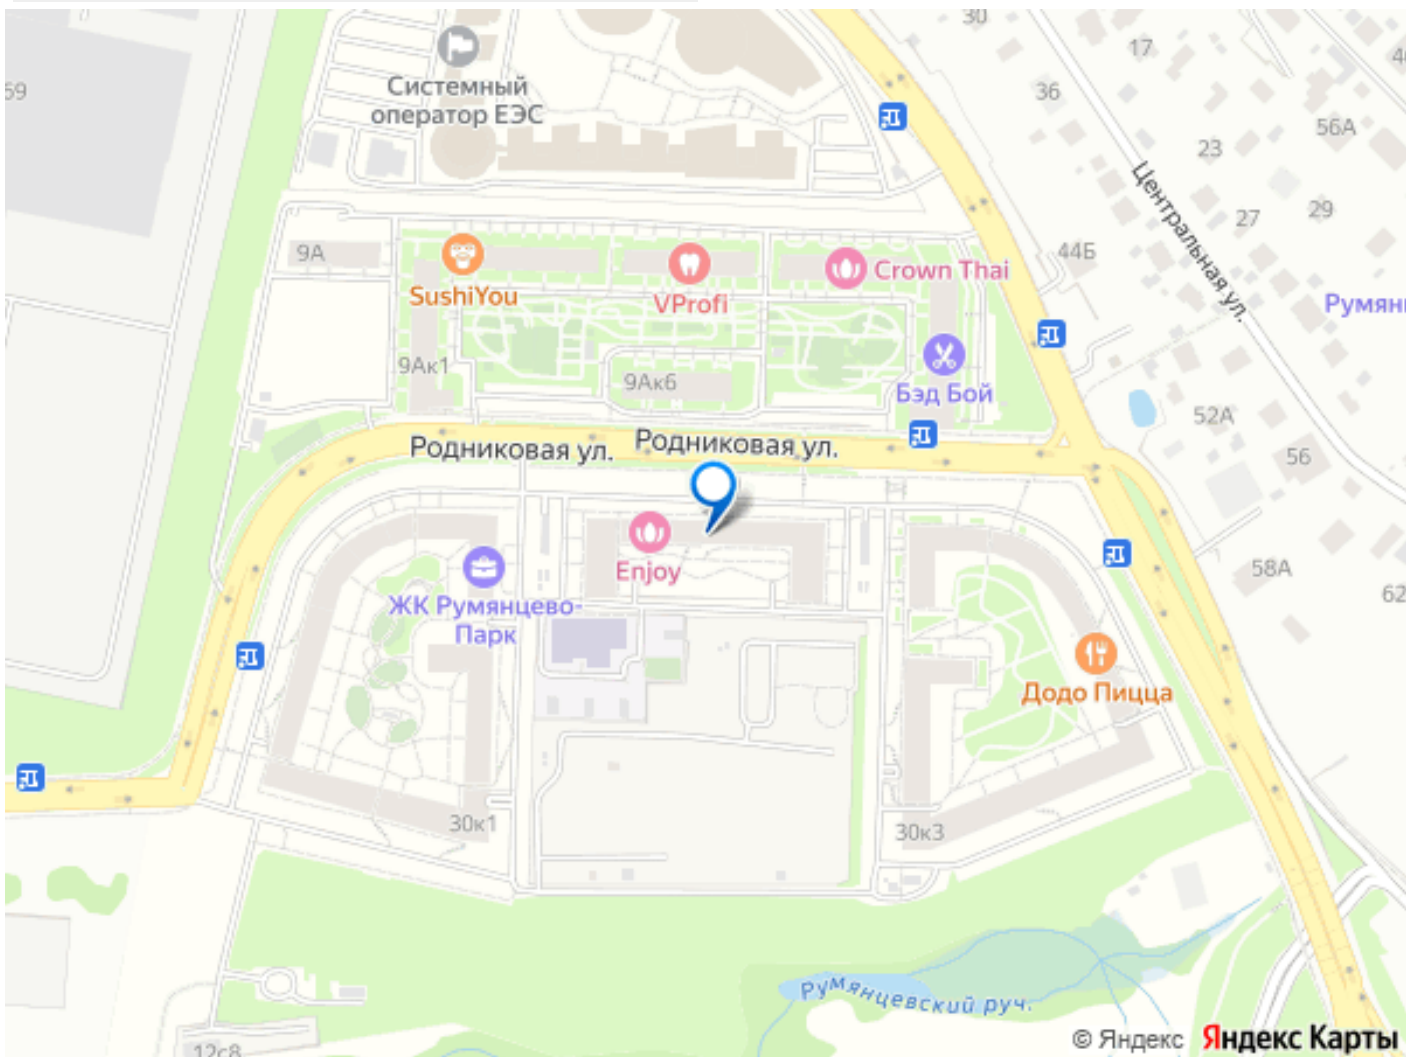 30
17
Системный
оператор ЕЭС
69
36
56А
23
Центральная ул.
27
29
9А
SushiYou
VProfi
Crown Thai
44Б
9Ак1
9Ак6
Бэд Бой
52А
Родниковая ул.
Родниковая ул.
56
Enjoy
ЖК Румянцево-
Парк
58А
62
Додо Пицца
30к1
30к3
Румянцевский руч.
12с8
© Яндекс Яндекс Карты